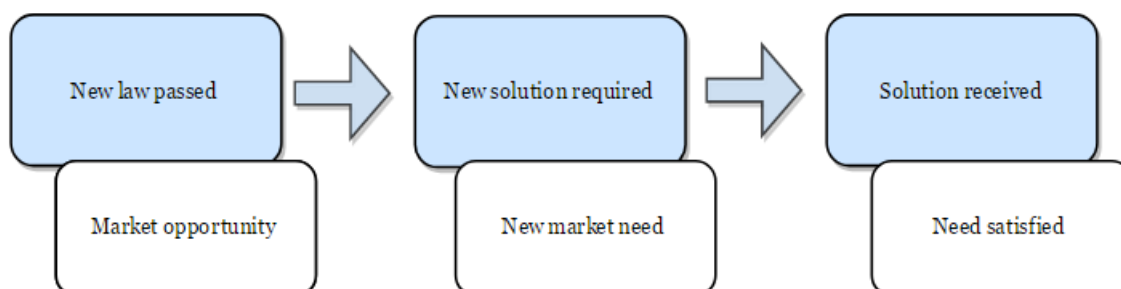 New law passed
New solution required
Solution received
Market opportunity
New market need
Need satisfied